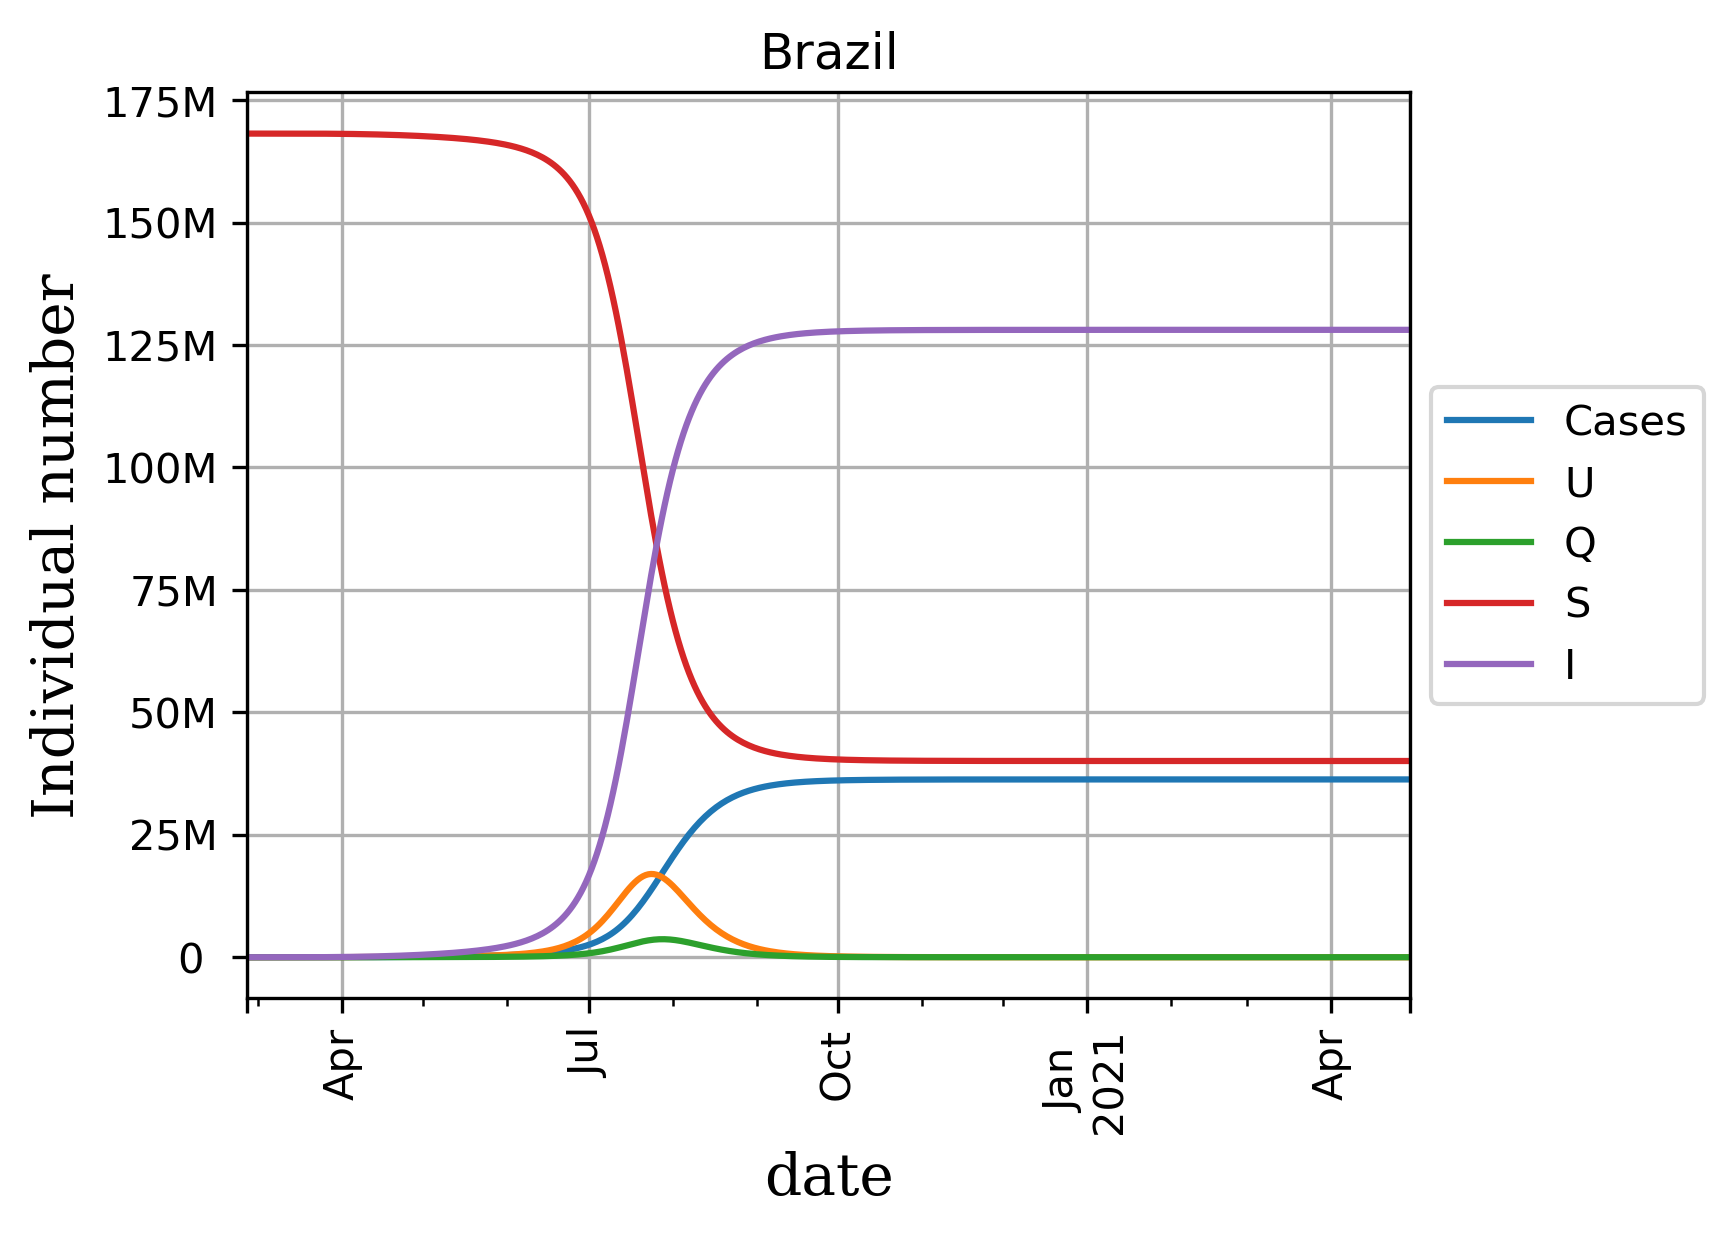 Brazil
175M
150M
125M
100M
75M
50M
25M
0
Individual number
Apr
Jul
Oct
Jan
2021
Apr
date
Cases
U
Q
S
I